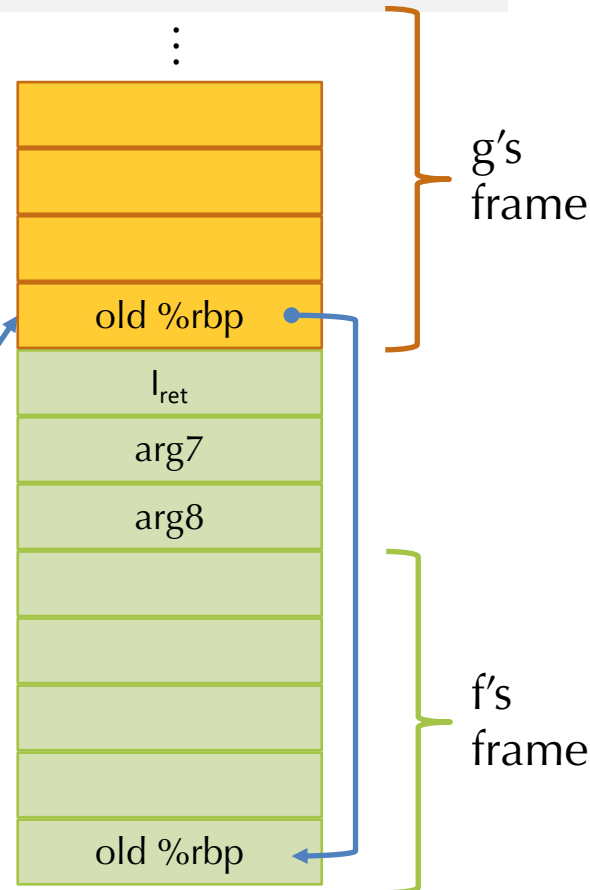 ⋮
g's
frame
old %rbp
l_ret
arg7
arg8
f's
frame
old %rbp